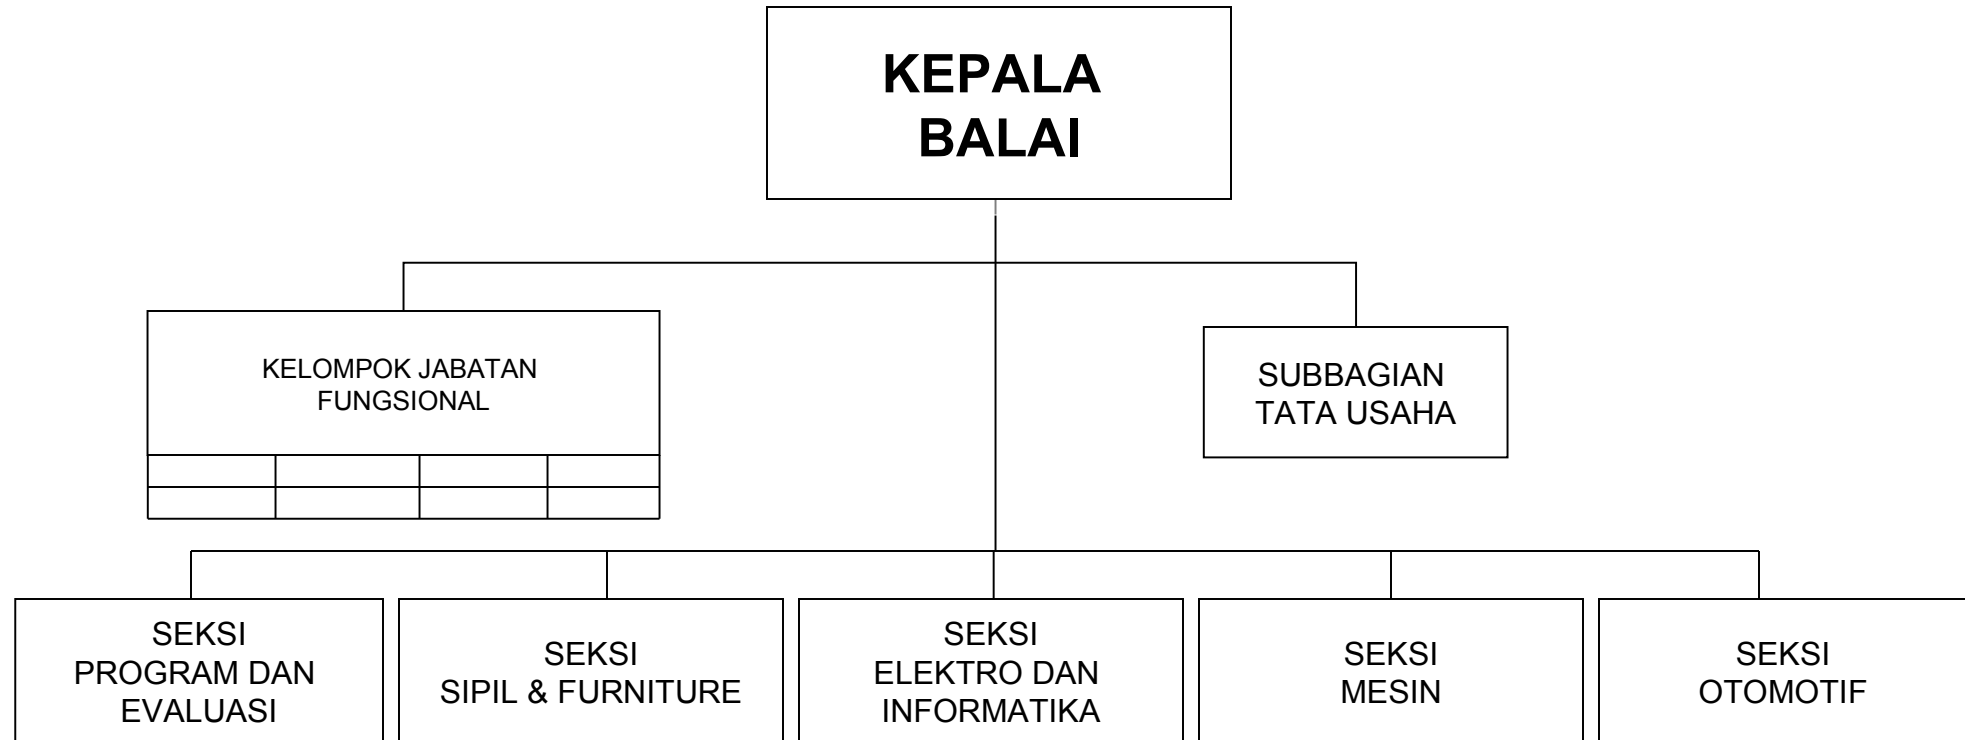 KEPALA
BALAI
KELOMPOK JABATAN
FUNGSIONAL
SUBBAGIAN
TATA USAHA
SEKSI
PROGRAM DAN
EVALUASI
SEKSI
SIPIL & FURNITURE
SEKSI
ELEKTRO DAN
INFORMATIKA
SEKSI
MESIN
SEKSI
OTOMOTIF